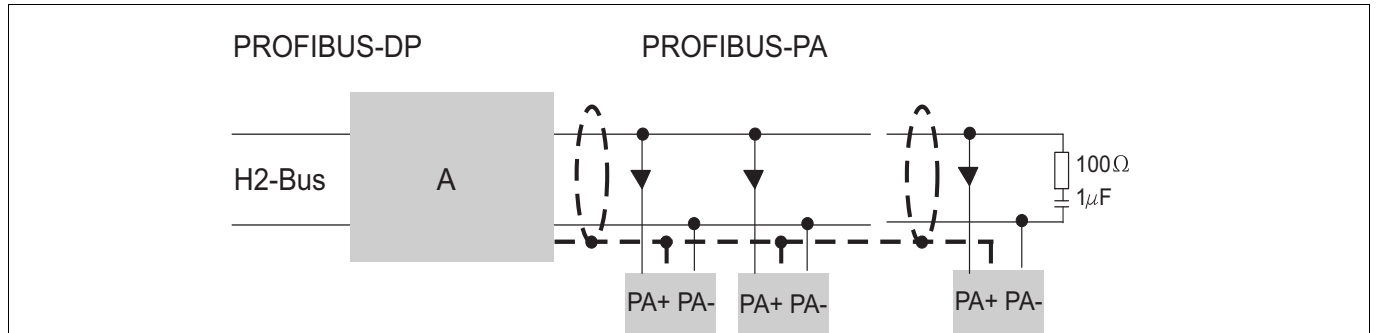 PROFIBUS-DP
PROFIBUS-PA
H2-Bus
A
100Ω
1μF
PA+ PA-
PA+ PA-
PA+ PA-